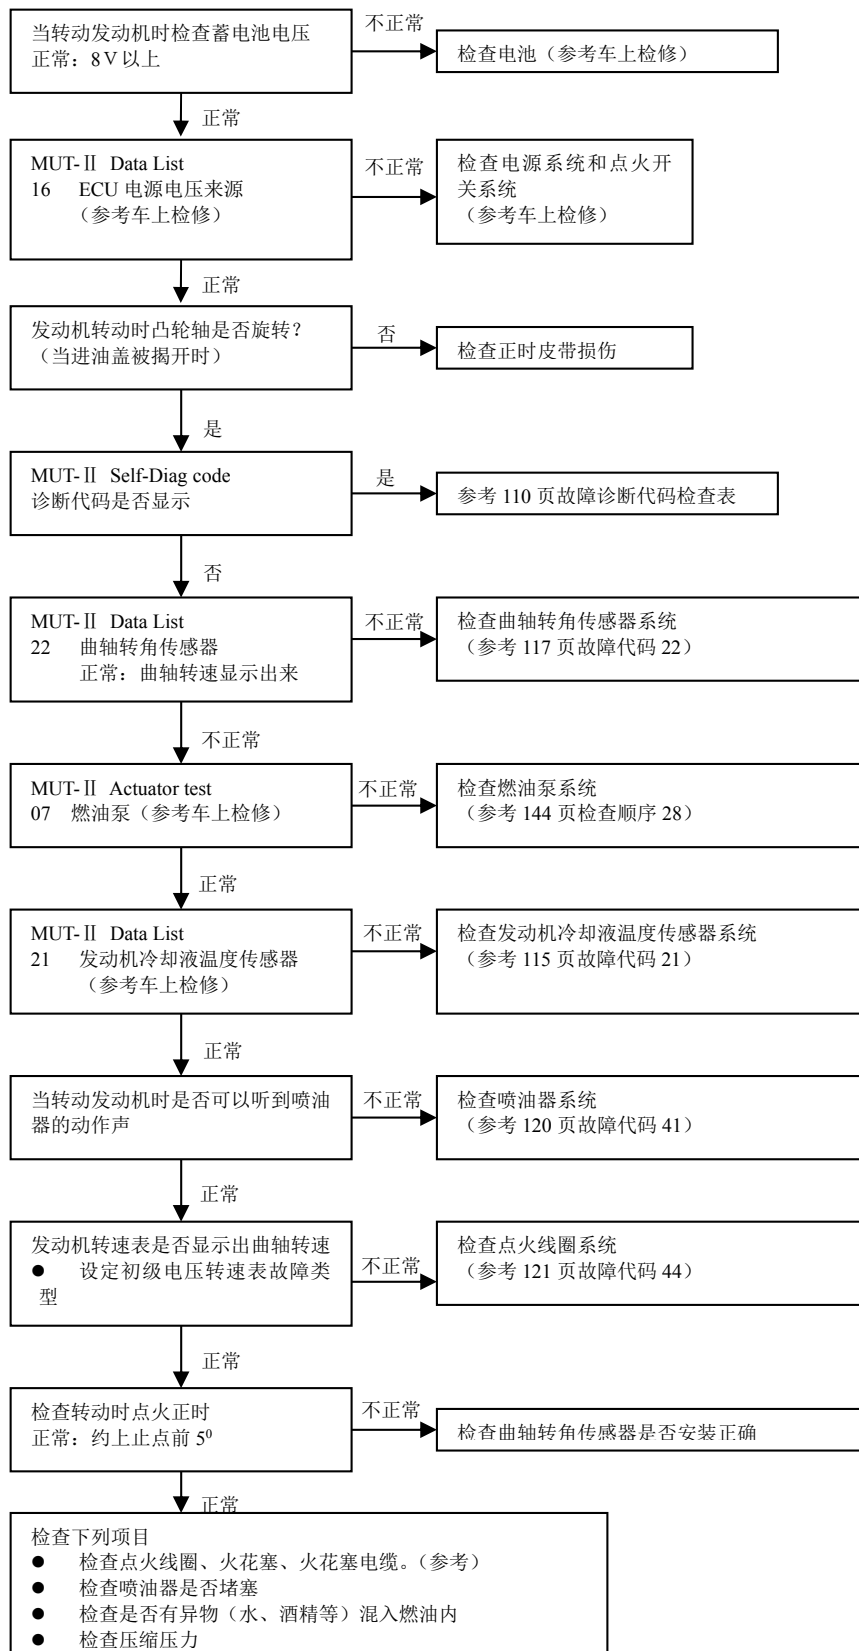 当转动发动机时检查蓄电池电压
正常：8V以上
不正常
检查电池（参考车上检修）
正常
MUT-Ⅱ Data List
16 ECU 电源电压来源
（参考车上检修）
不正常
检查电源系统和点火开
关系统
（参考车上检修）
正常
发动机转动时凸轮轴是否旋转？
（当进油盖被揭开时）
否
检查正时皮带损伤
是
MUT-Ⅱ Self-Diag code
诊断代码是否显示
是
参考 110 页故障诊断代码检查表
否
MUT-Ⅱ Data List
22 曲轴转角传感器
正常：曲轴转速显示出来
不正常
检查曲轴转角传感器系统
（参考 117 页故障代码 22）
不正常
MUT-Ⅱ Actuator test
07 燃油泵（参考车上检修）
不正常
检查燃油泵系统
（参考 144 页检查顺序 28）
正常
MUT-Ⅱ Data List
21 发动机冷却液温度传感器
（参考车上检修）
不正常
检查发动机冷却液温度传感器系统
（参考 115 页故障代码 21）
正常
当转动发动机时是否可以听到喷油
器的动作声
不正常
检查喷油器系统
（参考 120 页故障代码 41）
正常
发动机转速表是否显示出曲轴转速
● 设定初级电压转速表故障类
型
不正常
检查点火线圈系统
（参考 121 页故障代码 44）
正常
检查转动时点火正时
正常：约上止点前 5⁰
不正常
检查曲轴转角传感器是否安装正确
正常
检查下列项目
● 检查点火线圈、火花塞、火花塞电缆。（参考）
● 检查喷油器是否堵塞
● 检查是否有异物（水、酒精等）混入燃油内
● 检查压缩压力